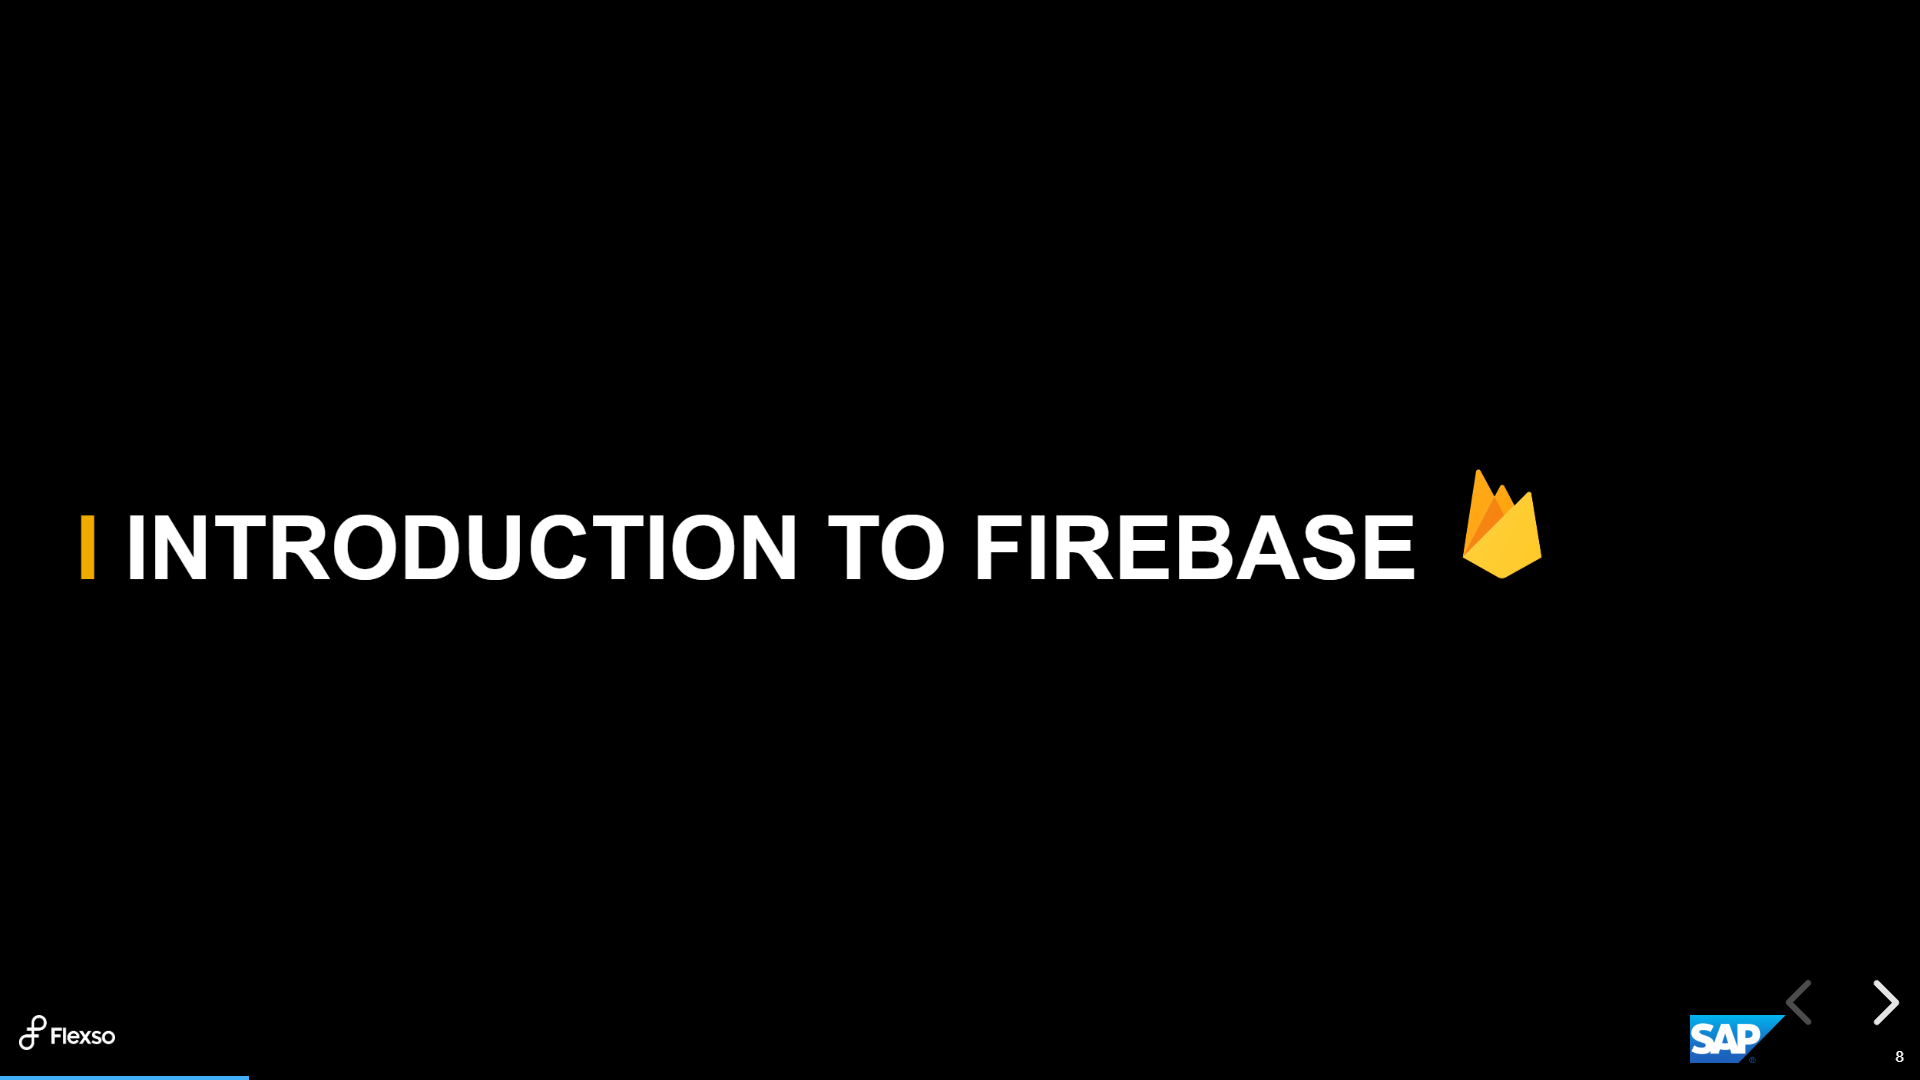 INTRODUCTION TO FIREBASE
Flexso
SAP
8